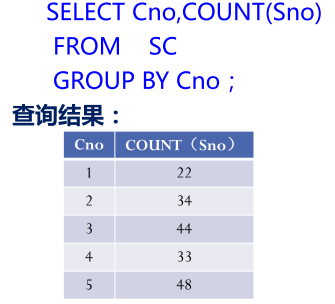 SELECT Cno,COUNT(Sno)
FROM SC
GROUP BY Cno；
查询结果：
Cno COUNT（Sno）
1 22
2 34
3 44
4 33
5 48